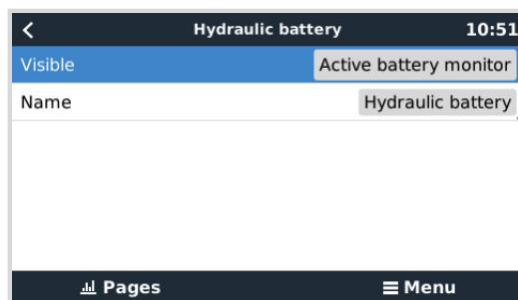 Hydraulic battery 10:51
Visible Active battery monitor
Name Hydraulic battery
Pages Menu